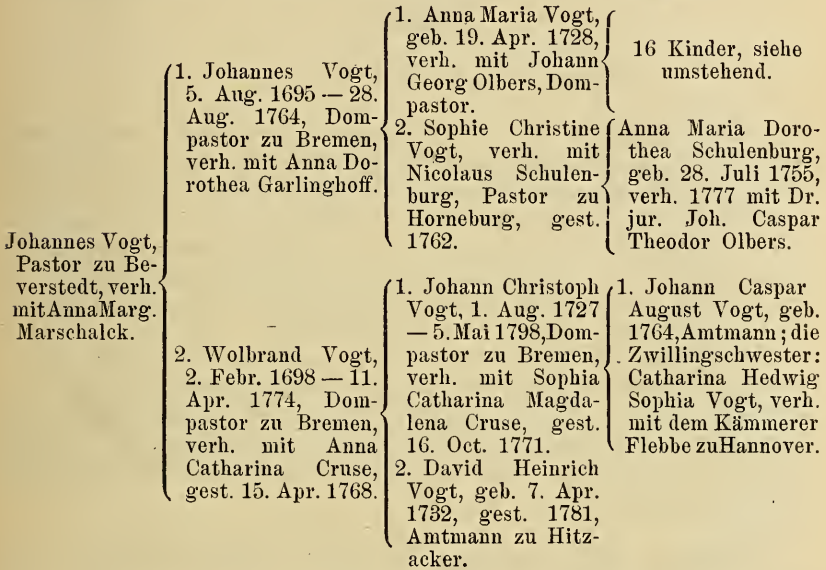 Johannes Vogt,
Pastor zu Be-
verstedt, verh.
mit Anna Marg.
Marschalck.
1. Johannes Vogt,
5. Aug. 1695 — 28.
Aug. 1764, Dom-
pastor zu Bremen,
verh. mit Anna Do-
rothea Garlinghoff.
1. Anna Maria Vogt,
geb. 19. Apr. 1728,
verh. mit Johann
Georg Olbers, Dom-
pastor.
16 Kinder, siehe
umstehend.
2. Sophie Christine
Vogt, verh. mit
Nicolaus Schulen-
burg, Pastor zu
Horneburg, gest.
1762.
Anna Maria Doro-
thea Schulenburg,
geb. 28. Juli 1755,
verh. 1777 mit Dr.
jur. Joh. Caspar
Theodor Olbers.
2. Wolbrand Vogt,
2. Febr. 1698 — 11.
Apr. 1774, Dom-
pastor zu Bremen,
verh. mit Anna
Catharina Cruse,
gest. 15. Apr. 1768.
1. Johann Christoph
Vogt, 1. Aug. 1727
— 5. Mai 1798, Dom-
pastor zu Bremen,
verh. mit Sophia
Catharina Magda-
lena Cruse, gest.
16. Oct. 1771.
1. Johann Caspar
August Vogt, geb.
1764, Amtmann; die
Zwillingschwester:
Catharina Hedwig
Sophia Vogt, verh.
mit dem Kämmerer
Flebbe zu Hannover.
2. David Heinrich
Vogt, geb. 7. Apr.
1732, gest. 1781,
Amtmann zu Hitz-
acker.